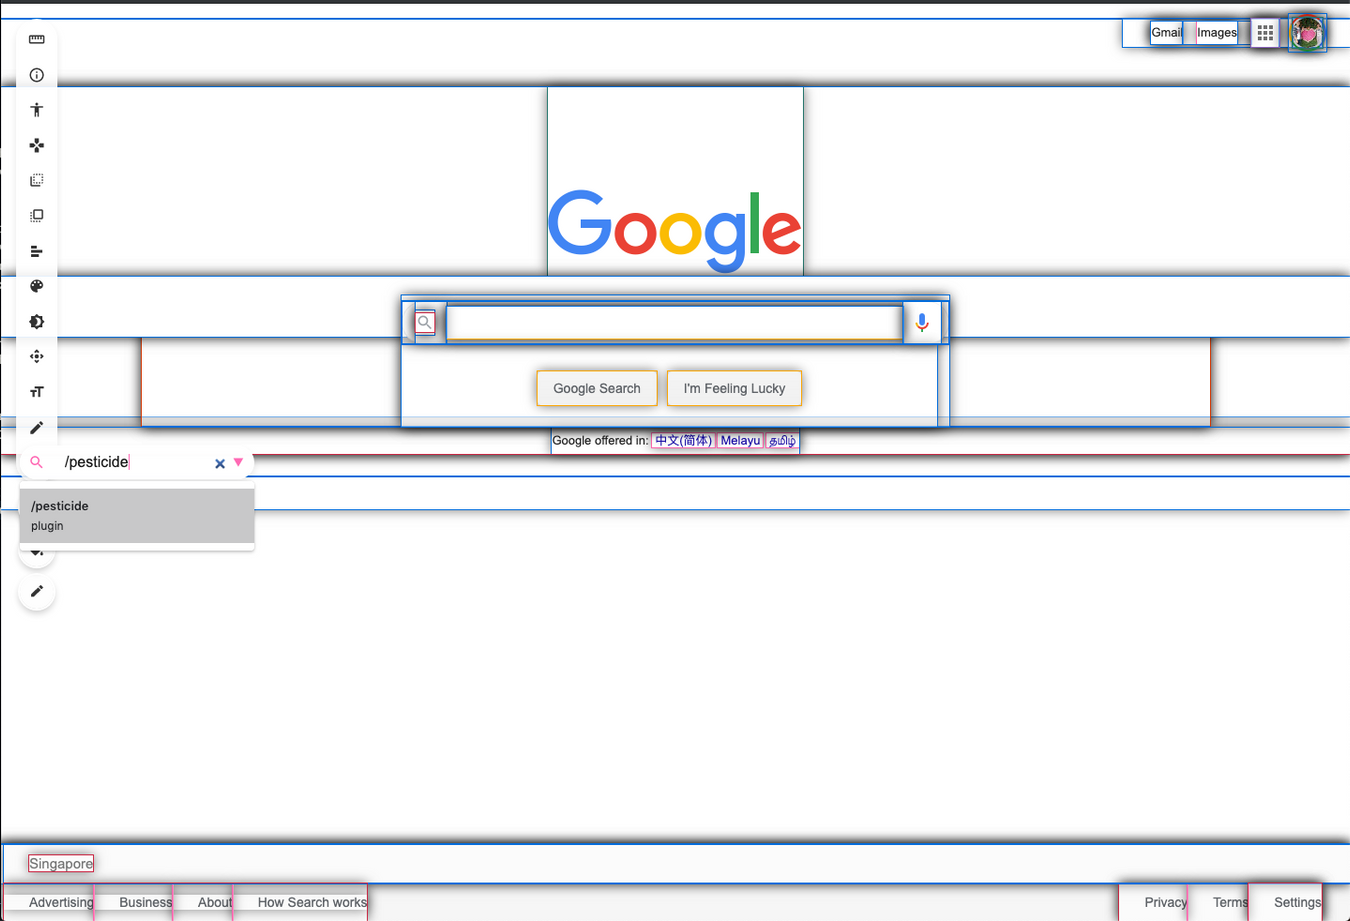 Gmail Images
Google
Google Search I'm Feeling Lucky
Google offered in: 中文(简体) Melayu தமிழ்
/pesticide
/pesticide
plugin
Singapore
Advertising Business About How Search works Privacy Terms Settings